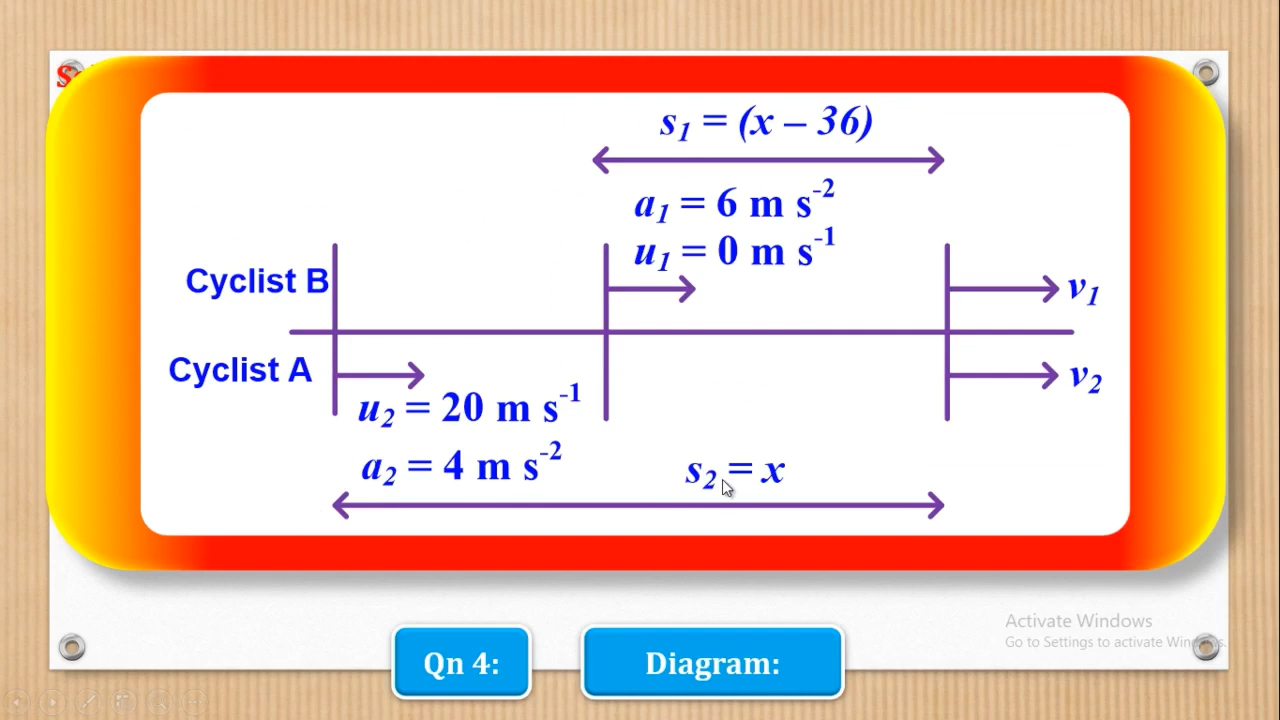 S
s₁ = (x – 36)
a₁ = 6 m s⁻²
u₁ = 0 m s⁻¹
Cyclist B
v₁
Cyclist A
v₂
u₂ = 20 m s⁻¹
a₂ = 4 m s⁻²
s₂ = x
Activate Windows
Go to Settings to activate Windows.
Qn 4:
Diagram: